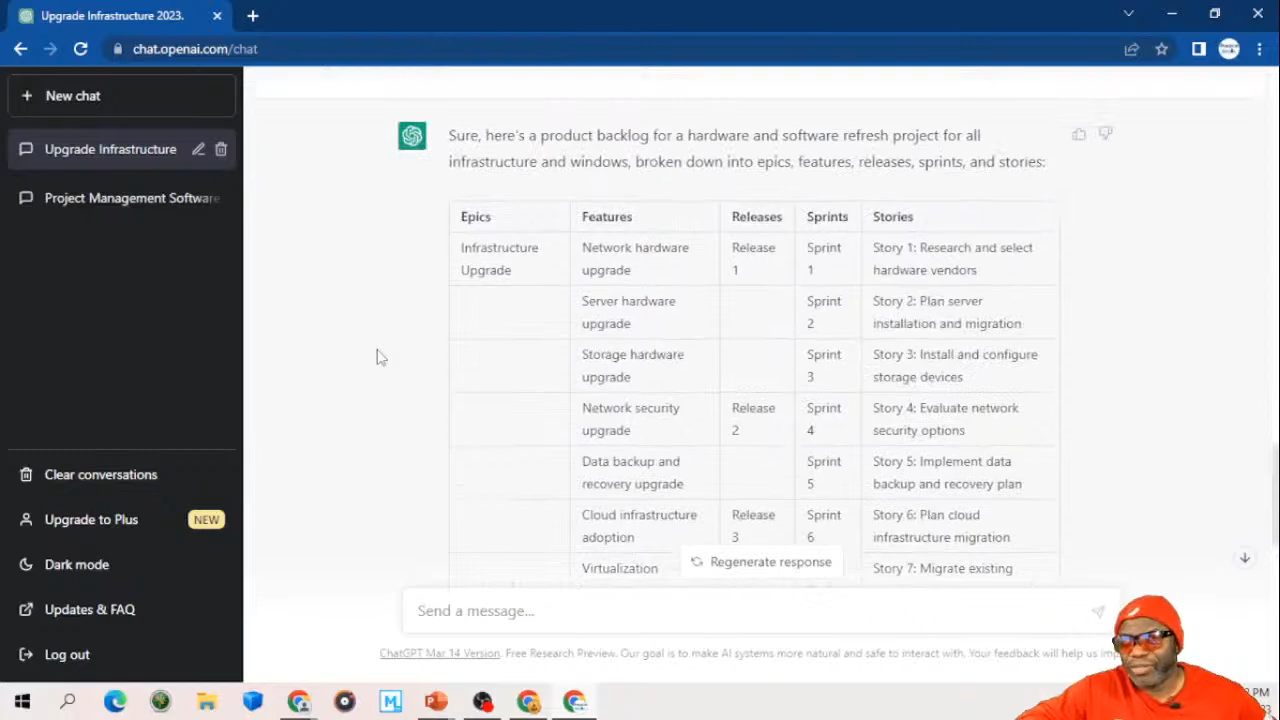 Upgrade Infrastructure 2023.
chat.openai.com/chat
New chat
Upgrade Infrastructure
Project Management Software
Clear conversations
Upgrade to Plus NEW
Dark mode
Updates & FAQ
Log out
Sure, here's a product backlog for a hardware and software refresh project for all
infrastructure and windows, broken down into epics, features, releases, sprints, and stories:
Epics Features Releases Sprints Stories
Infrastructure Network hardware Release Sprint Story 1: Research and select
Upgrade upgrade 1 1 hardware vendors
Server hardware Sprint Story 2: Plan server
upgrade 2 installation and migration
Storage hardware Sprint Story 3: Install and configure
upgrade 3 storage devices
Network security Release Sprint Story 4: Evaluate network
upgrade 2 4 security options
Data backup and Sprint Story 5: Implement data
recovery upgrade 5 backup and recovery plan
Cloud infrastructure Release Sprint Story 6: Plan cloud
adoption 3 6 infrastructure migration
Virtualization Story 7: Migrate existing
Regenerate response
Send a message...
ChatGPT Mar 14 Version. Free Research Preview. Our goal is to make AI systems more natural and safe to interact with. Your feedback will help us
PM